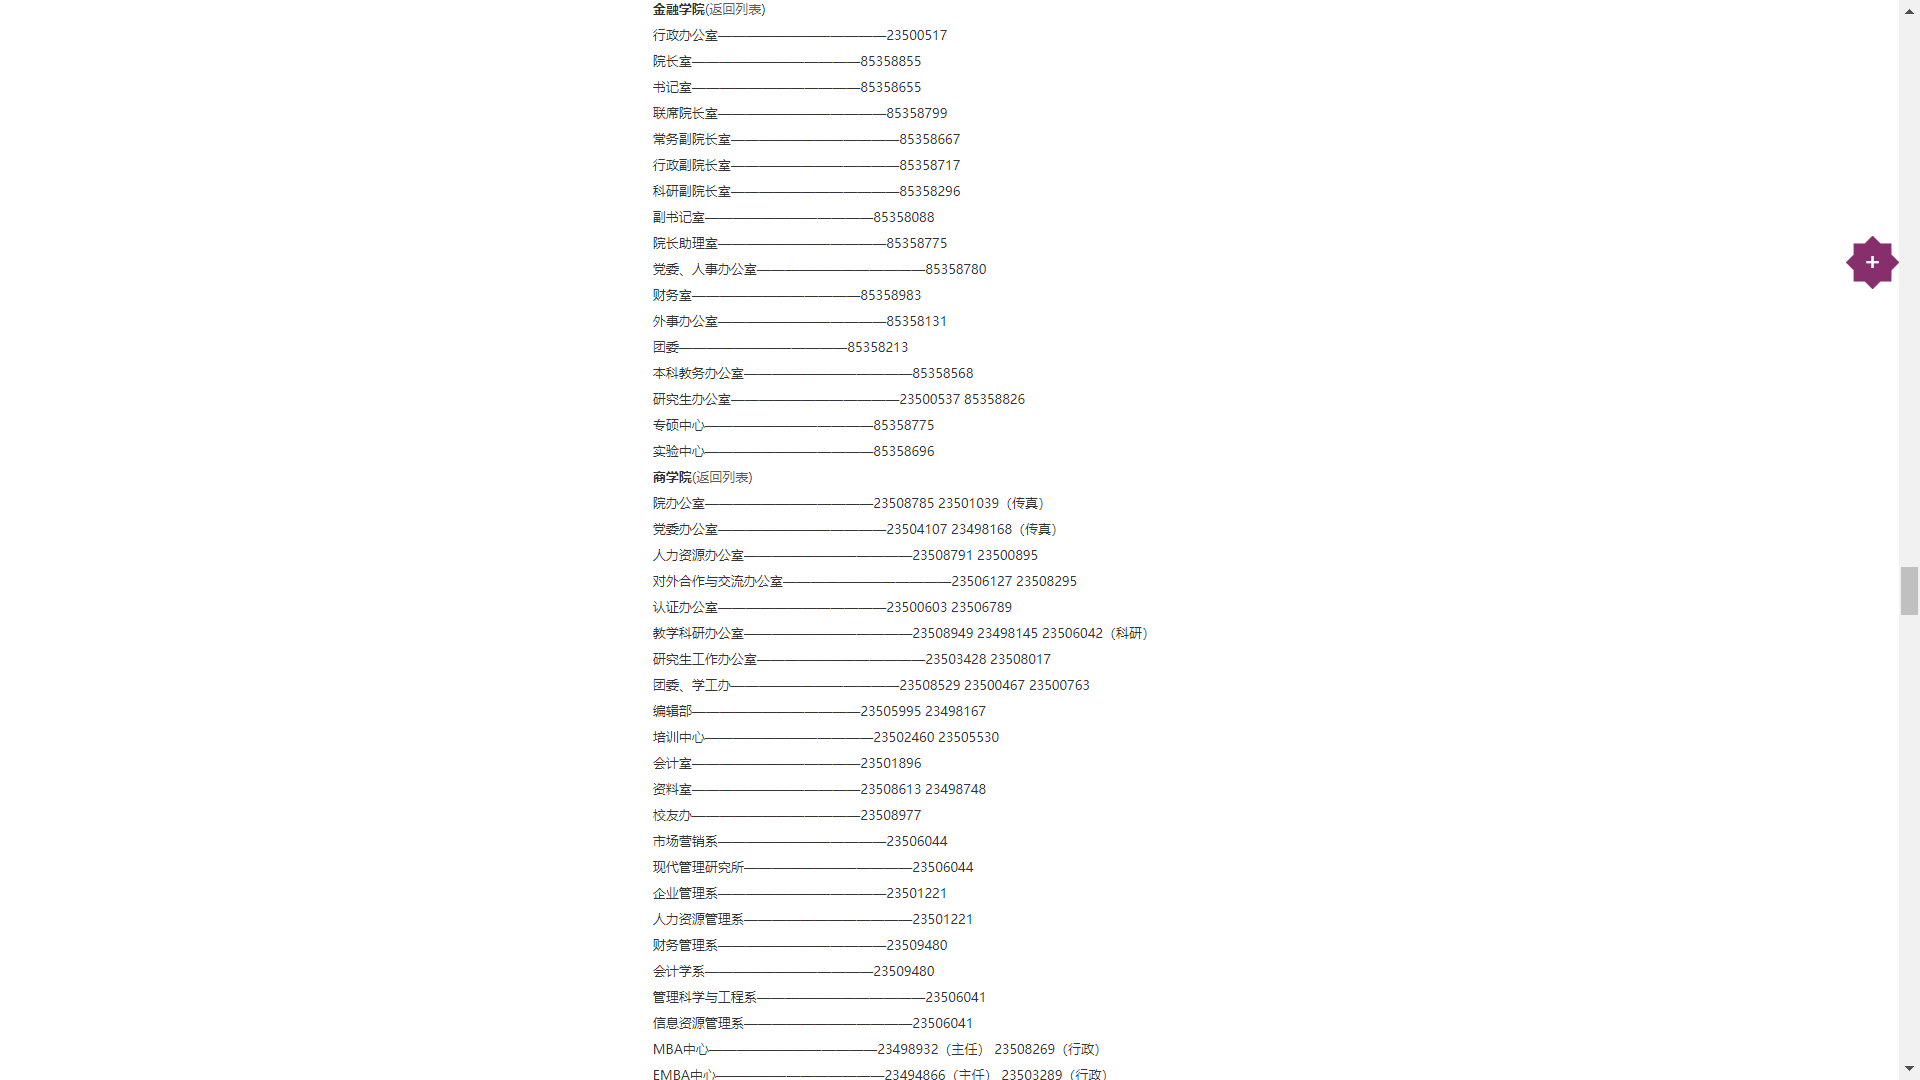 金融学院(返回列表)
行政办公室————————————23500517
院长室————————————85358855
书记室————————————85358655
联席院长室————————————85358799
常务副院长室————————————85358667
行政副院长室————————————85358717
科研副院长室————————————85358296
副书记室————————————85358088
院长助理室————————————85358775
党委、人事办公室————————————85358780
财务室————————————85358983
外事办公室————————————85358131
团委————————————85358213
本科教务办公室————————————85358568
研究生办公室————————————23500537 85358826
专硕中心————————————85358775
实验中心————————————85358696
商学院(返回列表)
院办公室————————————23508785 23501039（传真）
党委办公室————————————23504107 23498168（传真）
人力资源办公室————————————23508791 23500895
对外合作与交流办公室————————————23506127 23508295
认证办公室————————————23500603 23506789
教学科研办公室————————————23508949 23498145 23506042（科研）
研究生工作办公室————————————23503428 23508017
团委、学工办————————————23508529 23500467 23500763
编辑部————————————23505995 23498167
培训中心————————————23502460 23505530
会计室————————————23501896
资料室————————————23508613 23498748
校友办————————————23508977
市场营销系————————————23506044
现代管理研究所————————————23506044
企业管理系————————————23501221
人力资源管理系————————————23501221
财务管理系————————————23509480
会计学系————————————23509480
管理科学与工程系————————————23506041
信息资源管理系————————————23506041
MBA中心————————————23498932（主任） 23508269（行政）
EMBA中心————————————23494866（主任） 23503289（行政）